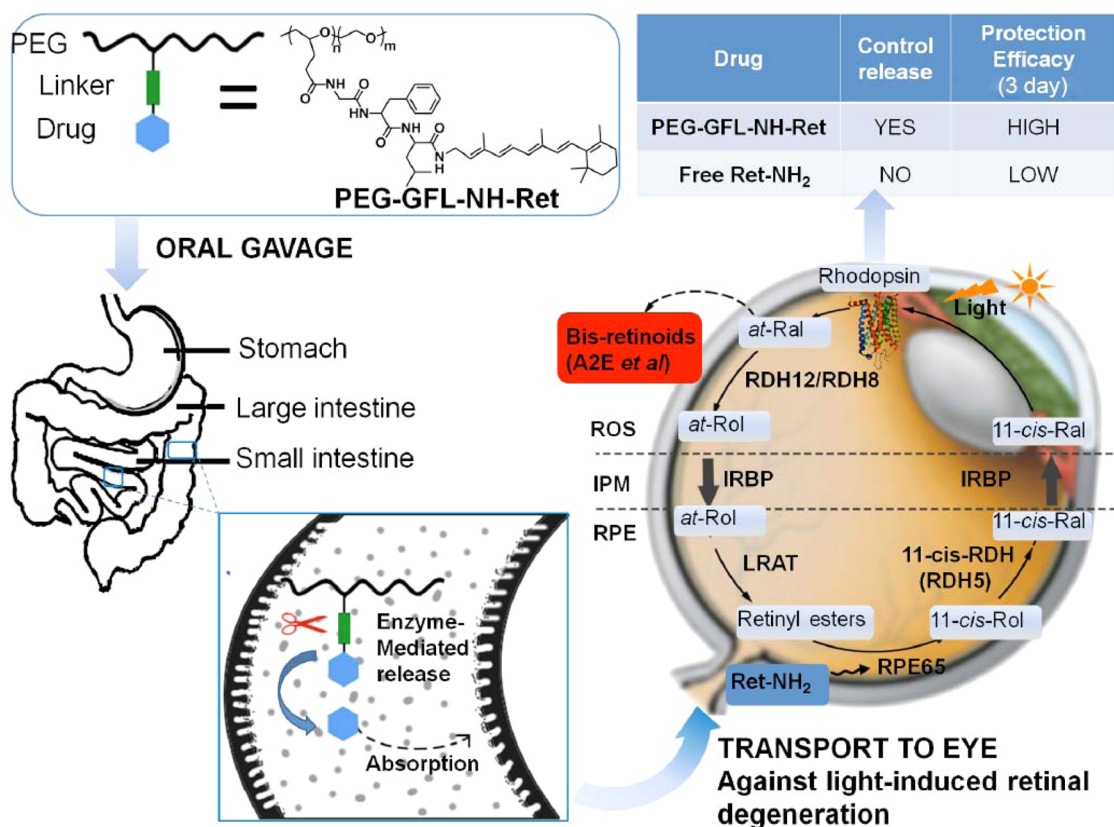 PEG
Linker
Drug
=
O
n
O
m
O
NH
O
HN
O
NH
O
N
H
PEG-GFL-NH-Ret
Drug
Control
release
Protection
Efficacy
(3 day)
PEG-GFL-NH-Ret YES HIGH
Free Ret-NH₂ NO LOW
ORAL GAVAGE
Stomach
Large intestine
Small intestine
Enzyme-
Mediated
release
Absorption
Rhodopsin
Light
at-Ral
Bis-retinoids
(A2E et al)
RDH12/RDH8
at-Rol
11-cis-Ral
ROS
IRBP
IRBP
IPM
RPE
at-Rol
11-cis-Ral
LRAT
11-cis-RDH
(RDH5)
Retinyl esters
11-cis-Rol
Ret-NH₂
RPE65
TRANSPORT TO EYE
Against light-induced retinal
degeneration